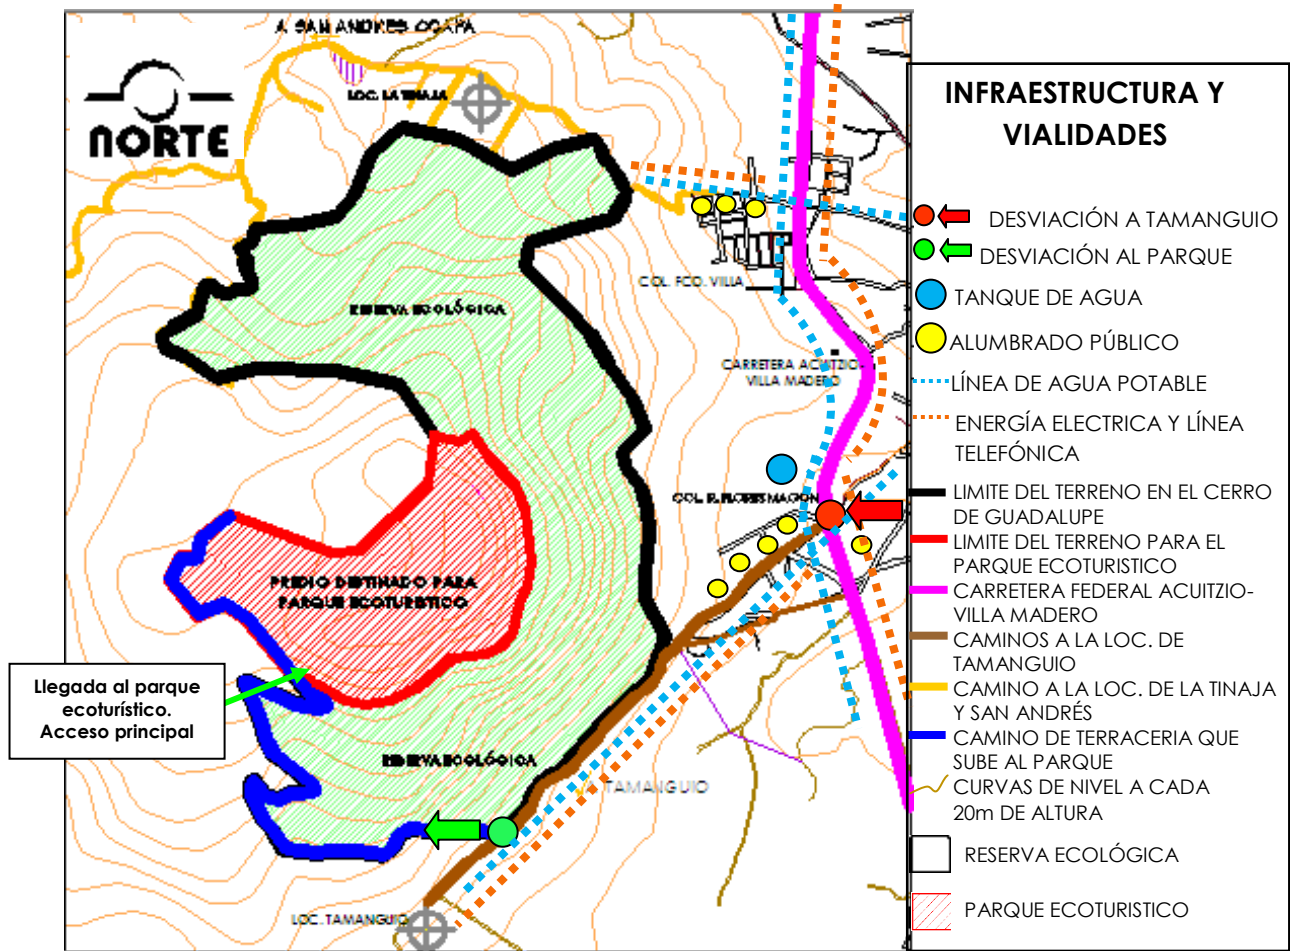 A SAN ANDRES COAPA
NORTE
LOC. LA TINAJA
COL. FCO. VILLA
RESERVA ECOLÓGICA
CARRETERA ACUITZIO-
VILLA MADERO
COL. R. FLORES MAGON
PREDIO DESTINADO PARA
PARQUE ECOTURISTICO
Llegada al parque
ecoturístico.
Acceso principal
RESERVA ECOLÓGICA
A TAMANGUIO
LOC. TAMANGUIO
INFRAESTRUCTURA Y
VIALIDADES
DESVIACIÓN A TAMANGUIO
DESVIACIÓN AL PARQUE
TANQUE DE AGUA
ALUMBRADO PÚBLICO
LÍNEA DE AGUA POTABLE
ENERGÍA ELECTRICA Y LÍNEA
TELEFÓNICA
LIMITE DEL TERRENO EN EL CERRO
DE GUADALUPE
LIMITE DEL TERRENO PARA EL
PARQUE ECOTURISTICO
CARRETERA FEDERAL ACUITZIO-
VILLA MADERO
CAMINOS A LA LOC. DE
TAMANGUIO
CAMINO A LA LOC. DE LA TINAJA
Y SAN ANDRÉS
CAMINO DE TERRACERIA QUE
SUBE AL PARQUE
CURVAS DE NIVEL A CADA
20m DE ALTURA
RESERVA ECOLÓGICA
PARQUE ECOTURISTICO